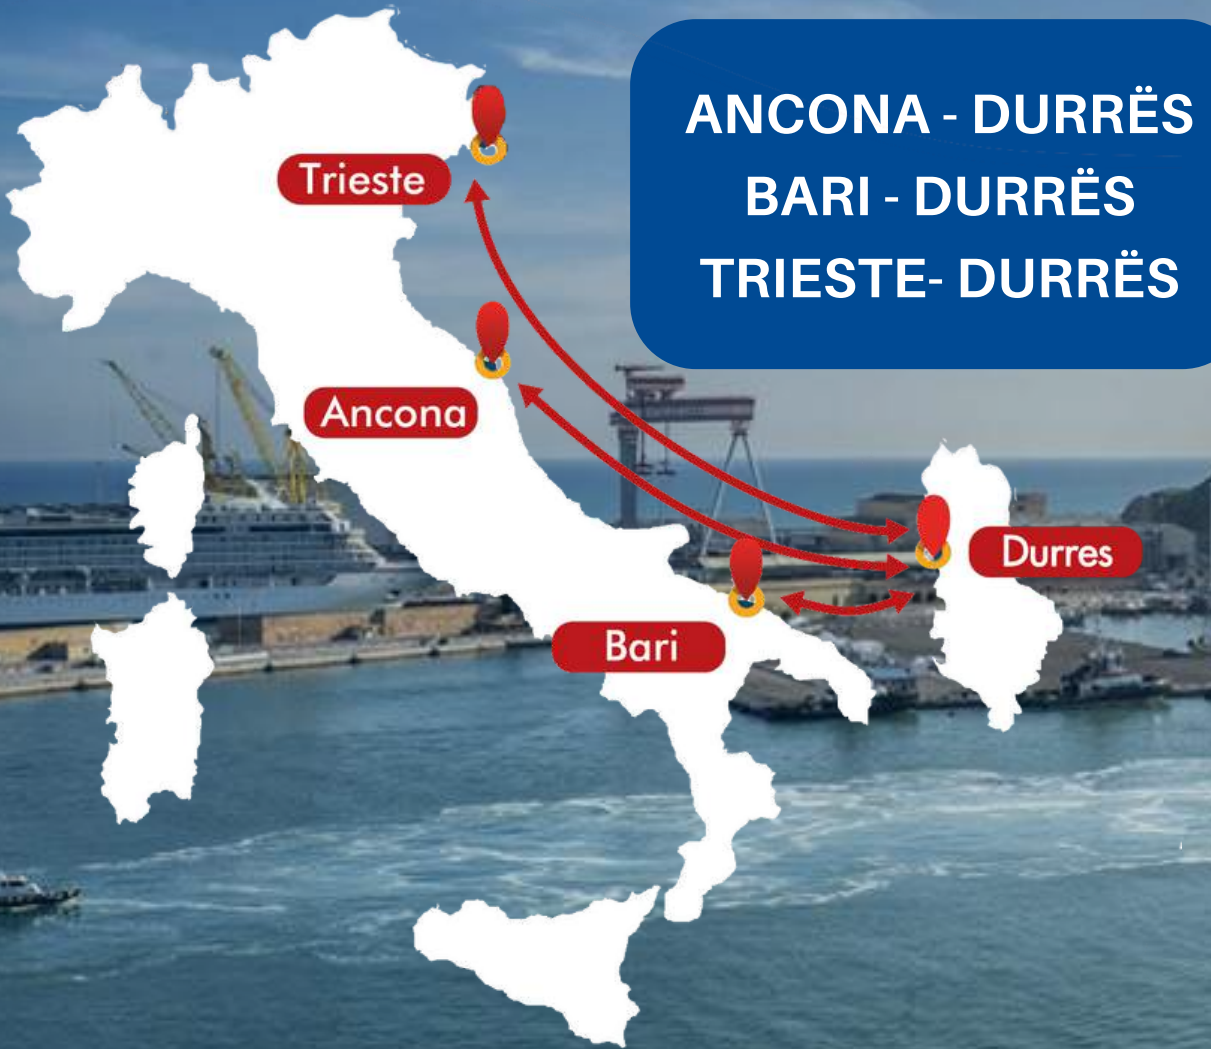 ANCONA - DURRËS
BARI - DURRËS
TRIESTE- DURRËS
Trieste
Ancona
Durres
Bari